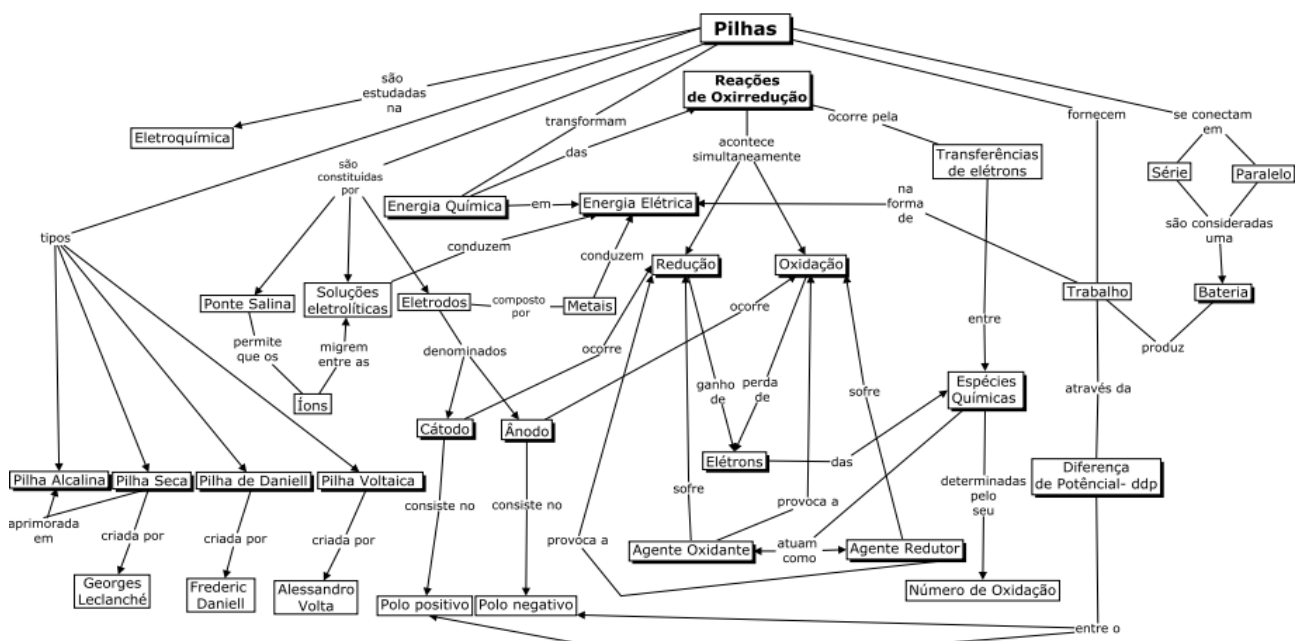 Pilhas
são
estudadas
na
Eletroquímica
transformam
Reações
de Oxirredução
das
ocorre pela
fornecem
se conectam
em
acontece
simultaneamente
Transferências
de elétrons
Série
Paralelo
são
constituídas
por
Energia Química
em
Energia Elétrica
na
forma
de
são consideradas
uma
tipos
conduzem
conduzem
Redução
Oxidação
Ponte Salina
Soluções
eletrolíticas
Eletrodos
composto
por
Metais
ocorre
Trabalho
Bateria
entre
permite
que os
migrem
entre as
denominados
ocorre
produz
Íons
ganho
de
perda
de
sofre
Espécies
Químicas
através da
Cátodo
Ânodo
Elétrons
das
Pilha Alcalina
Pilha Seca
Pilha de Daniell
Pilha Voltaica
sofre
provoca a
determinadas
pelo
seu
Diferença
de Potêncial- ddp
aprimorada
em
criada por
criada por
criada por
consiste no
consiste no
provoca a
Agente Oxidante
atuam
como
Agente Redutor
Georges
Leclanché
Frederic
Daniell
Alessandro
Volta
Polo positivo
Polo negativo
Número de Oxidação
entre o